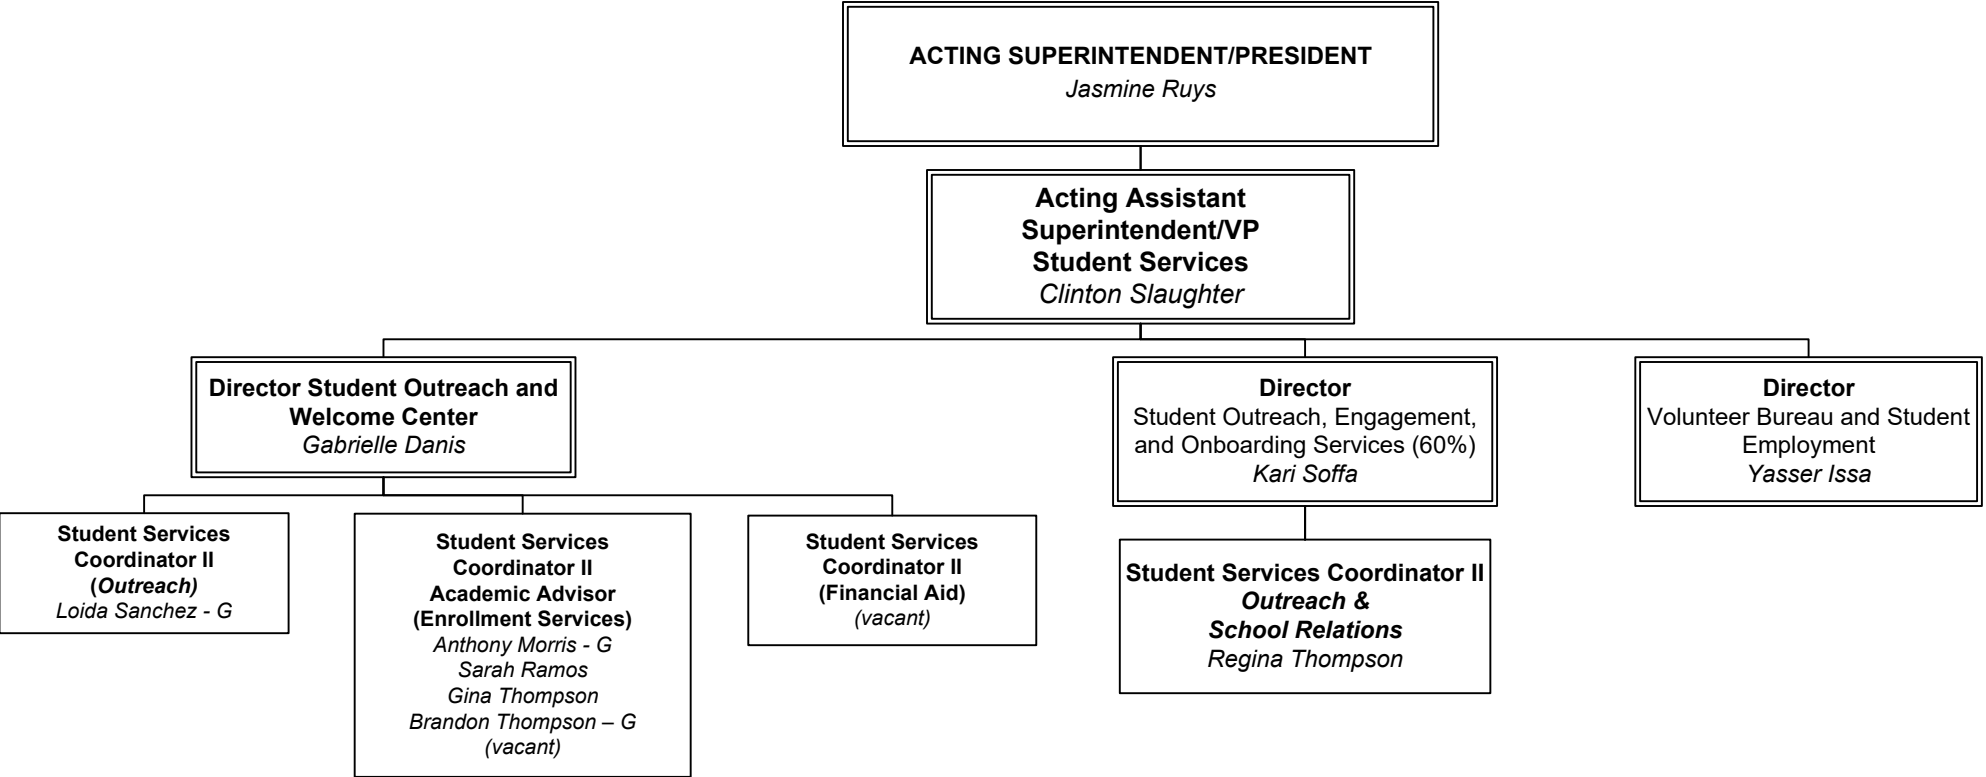 ACTING SUPERINTENDENT/PRESIDENT
Jasmine Ruys
Acting Assistant
Superintendent/VP
Student Services
Clinton Slaughter
Director Student Outreach and
Welcome Center
Gabrielle Danis
Director
Student Outreach, Engagement,
and Onboarding Services (60%)
Kari Soffa
Director
Volunteer Bureau and Student
Employment
Yasser Issa
Student Services
Coordinator II
(Outreach)
Loida Sanchez - G
Student Services
Coordinator II
Academic Advisor
(Enrollment Services)
Anthony Morris - G
Sarah Ramos
Gina Thompson
Brandon Thompson – G
(vacant)
Student Services
Coordinator II
(Financial Aid)
(vacant)
Student Services Coordinator II
Outreach &
School Relations
Regina Thompson